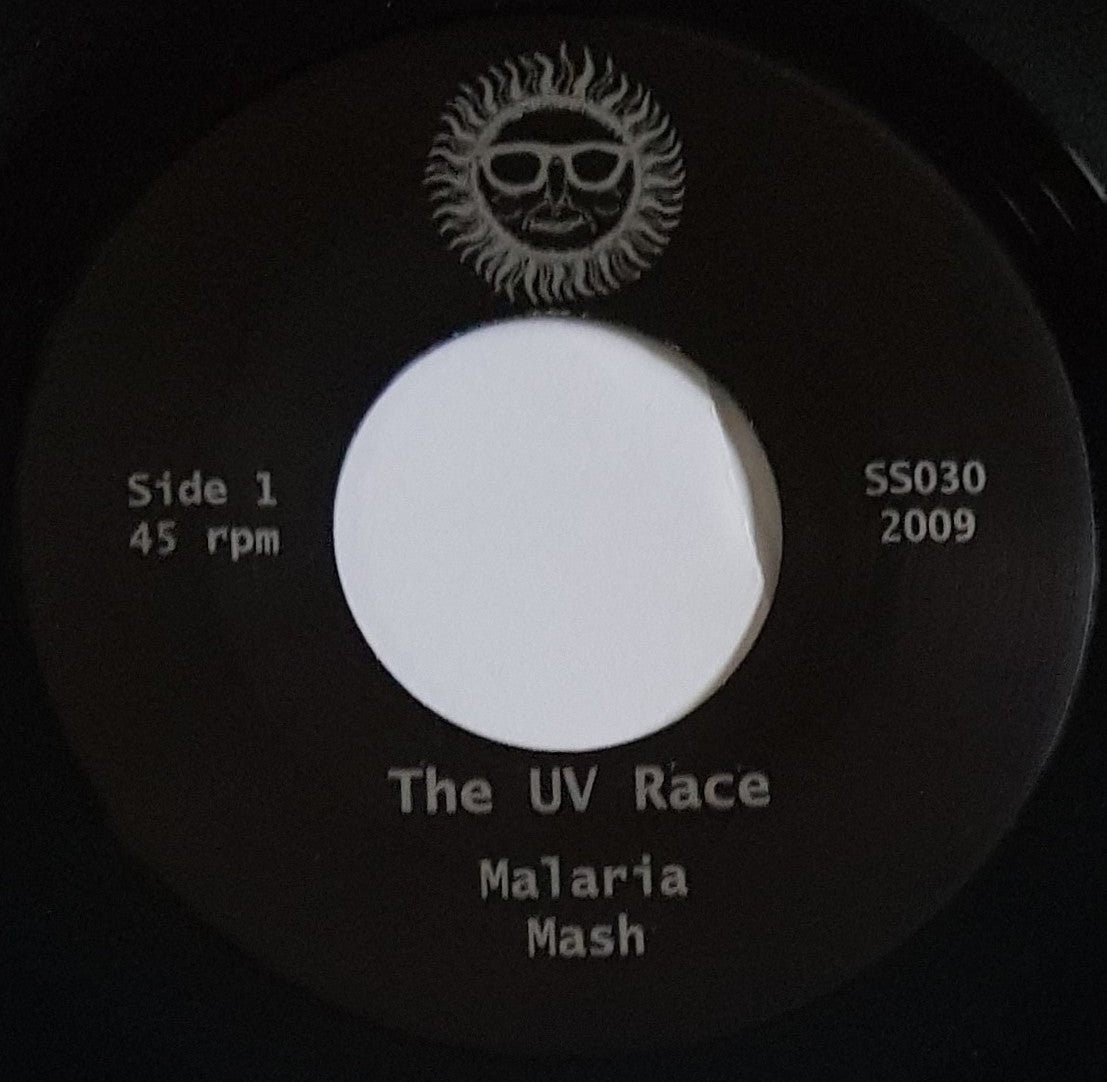 Side 1
45 rpm
SS030
2009
The UV Race
Malaria
Mash